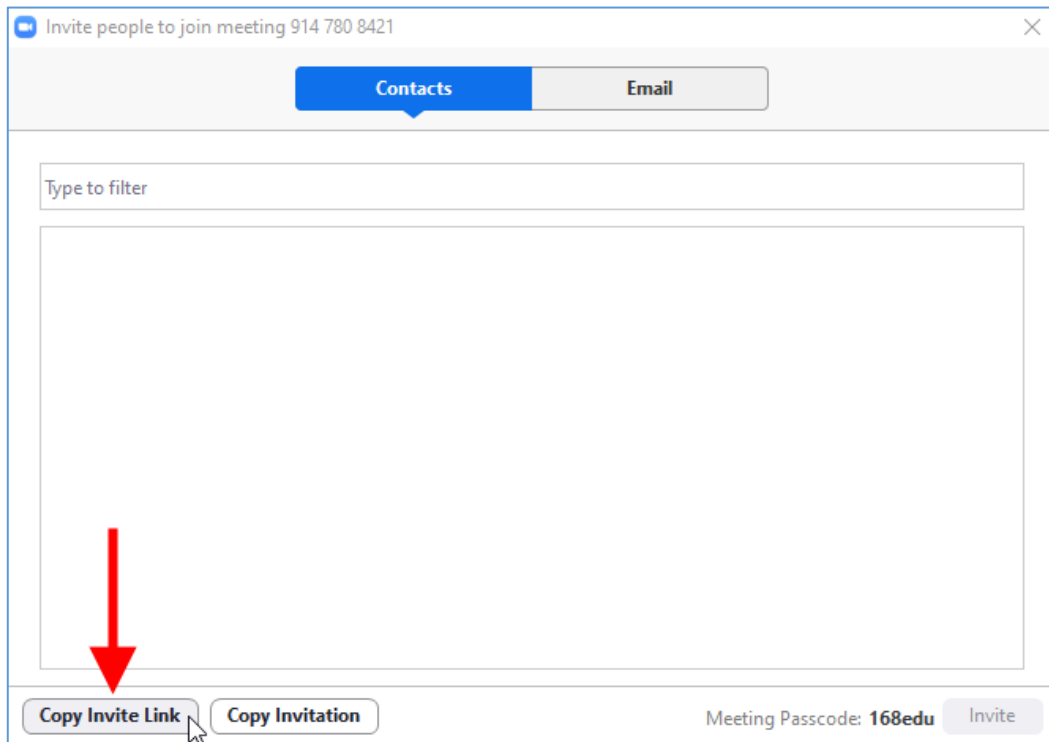 Invite people to join meeting 914 780 8421
Contacts Email
Type to filter
Copy Invite Link Copy Invitation Meeting Passcode: 168edu Invite